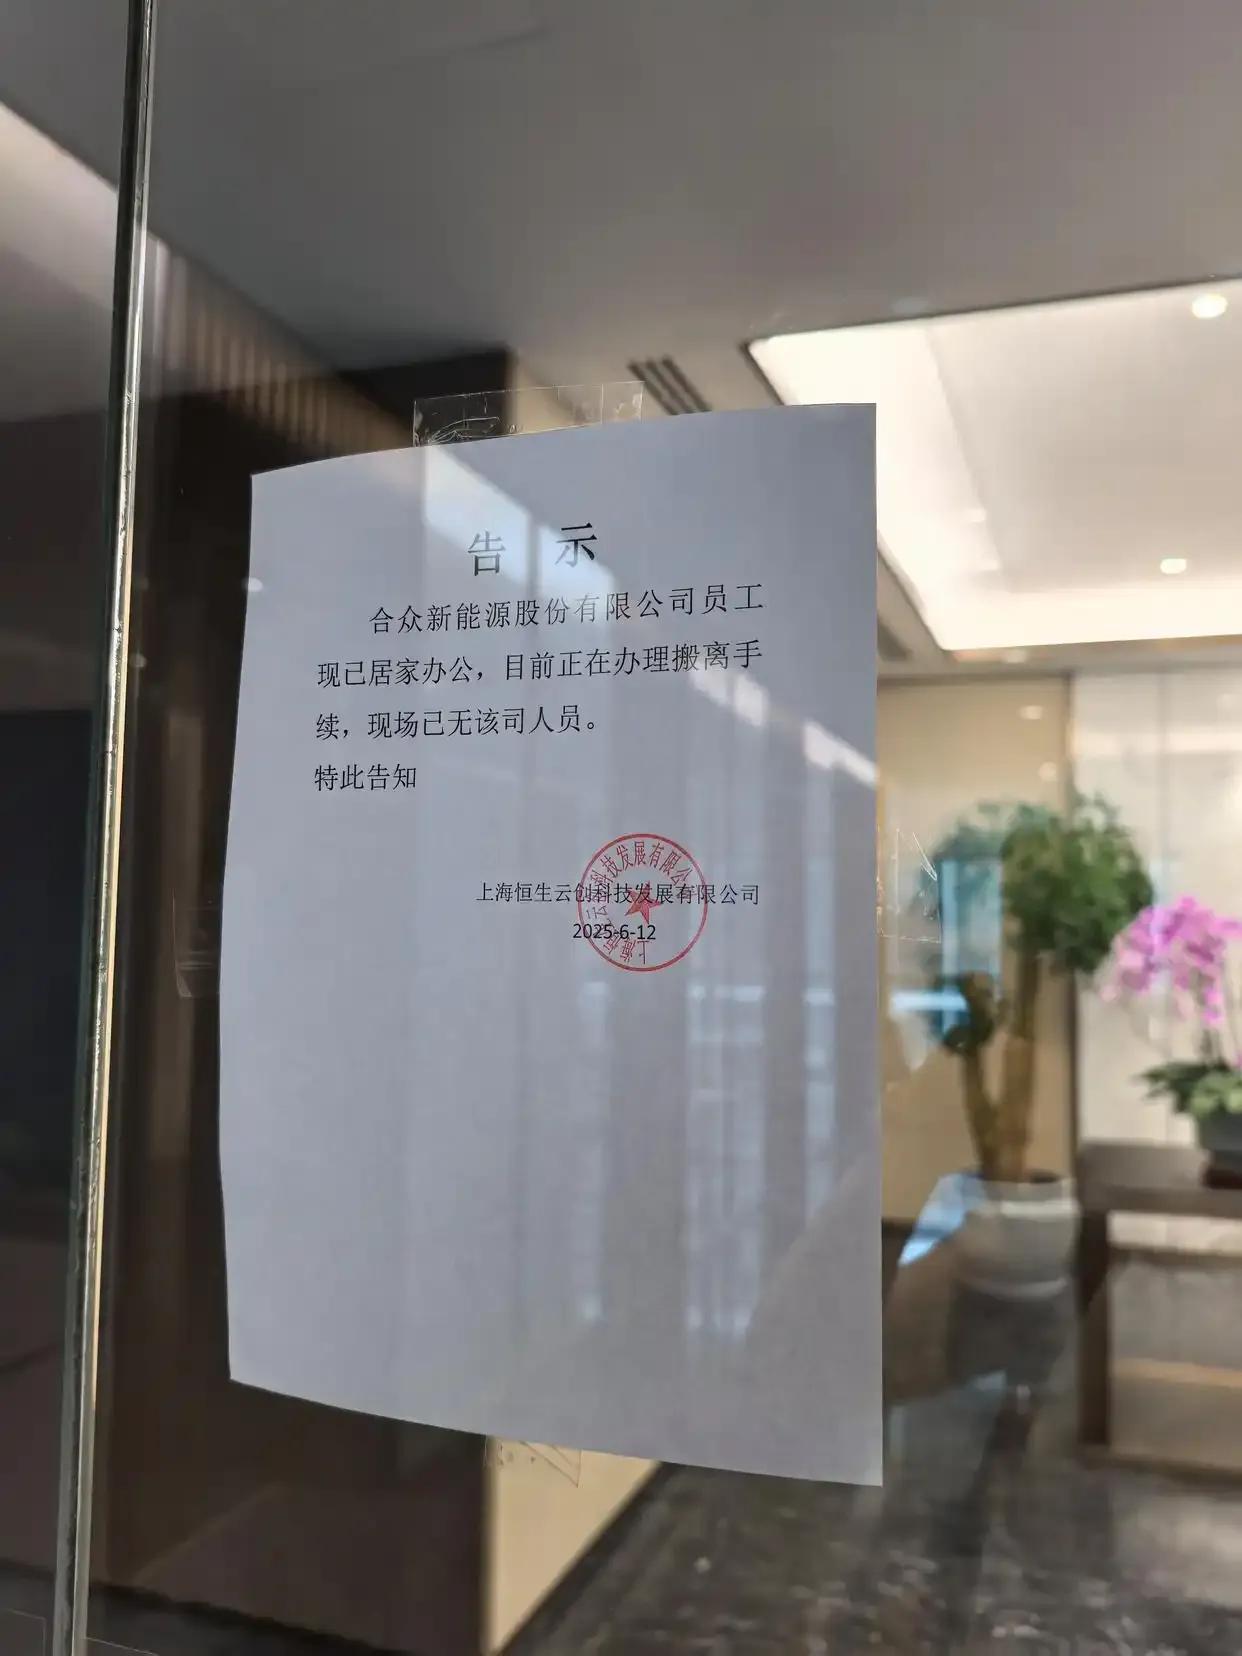 告 示
合众新能源股份有限公司员工
现已居家办公，目前正在办理搬离手
续，现场已无该司人员。
特此告知
上海恒生云创科技发展有限公司
2025-6-12